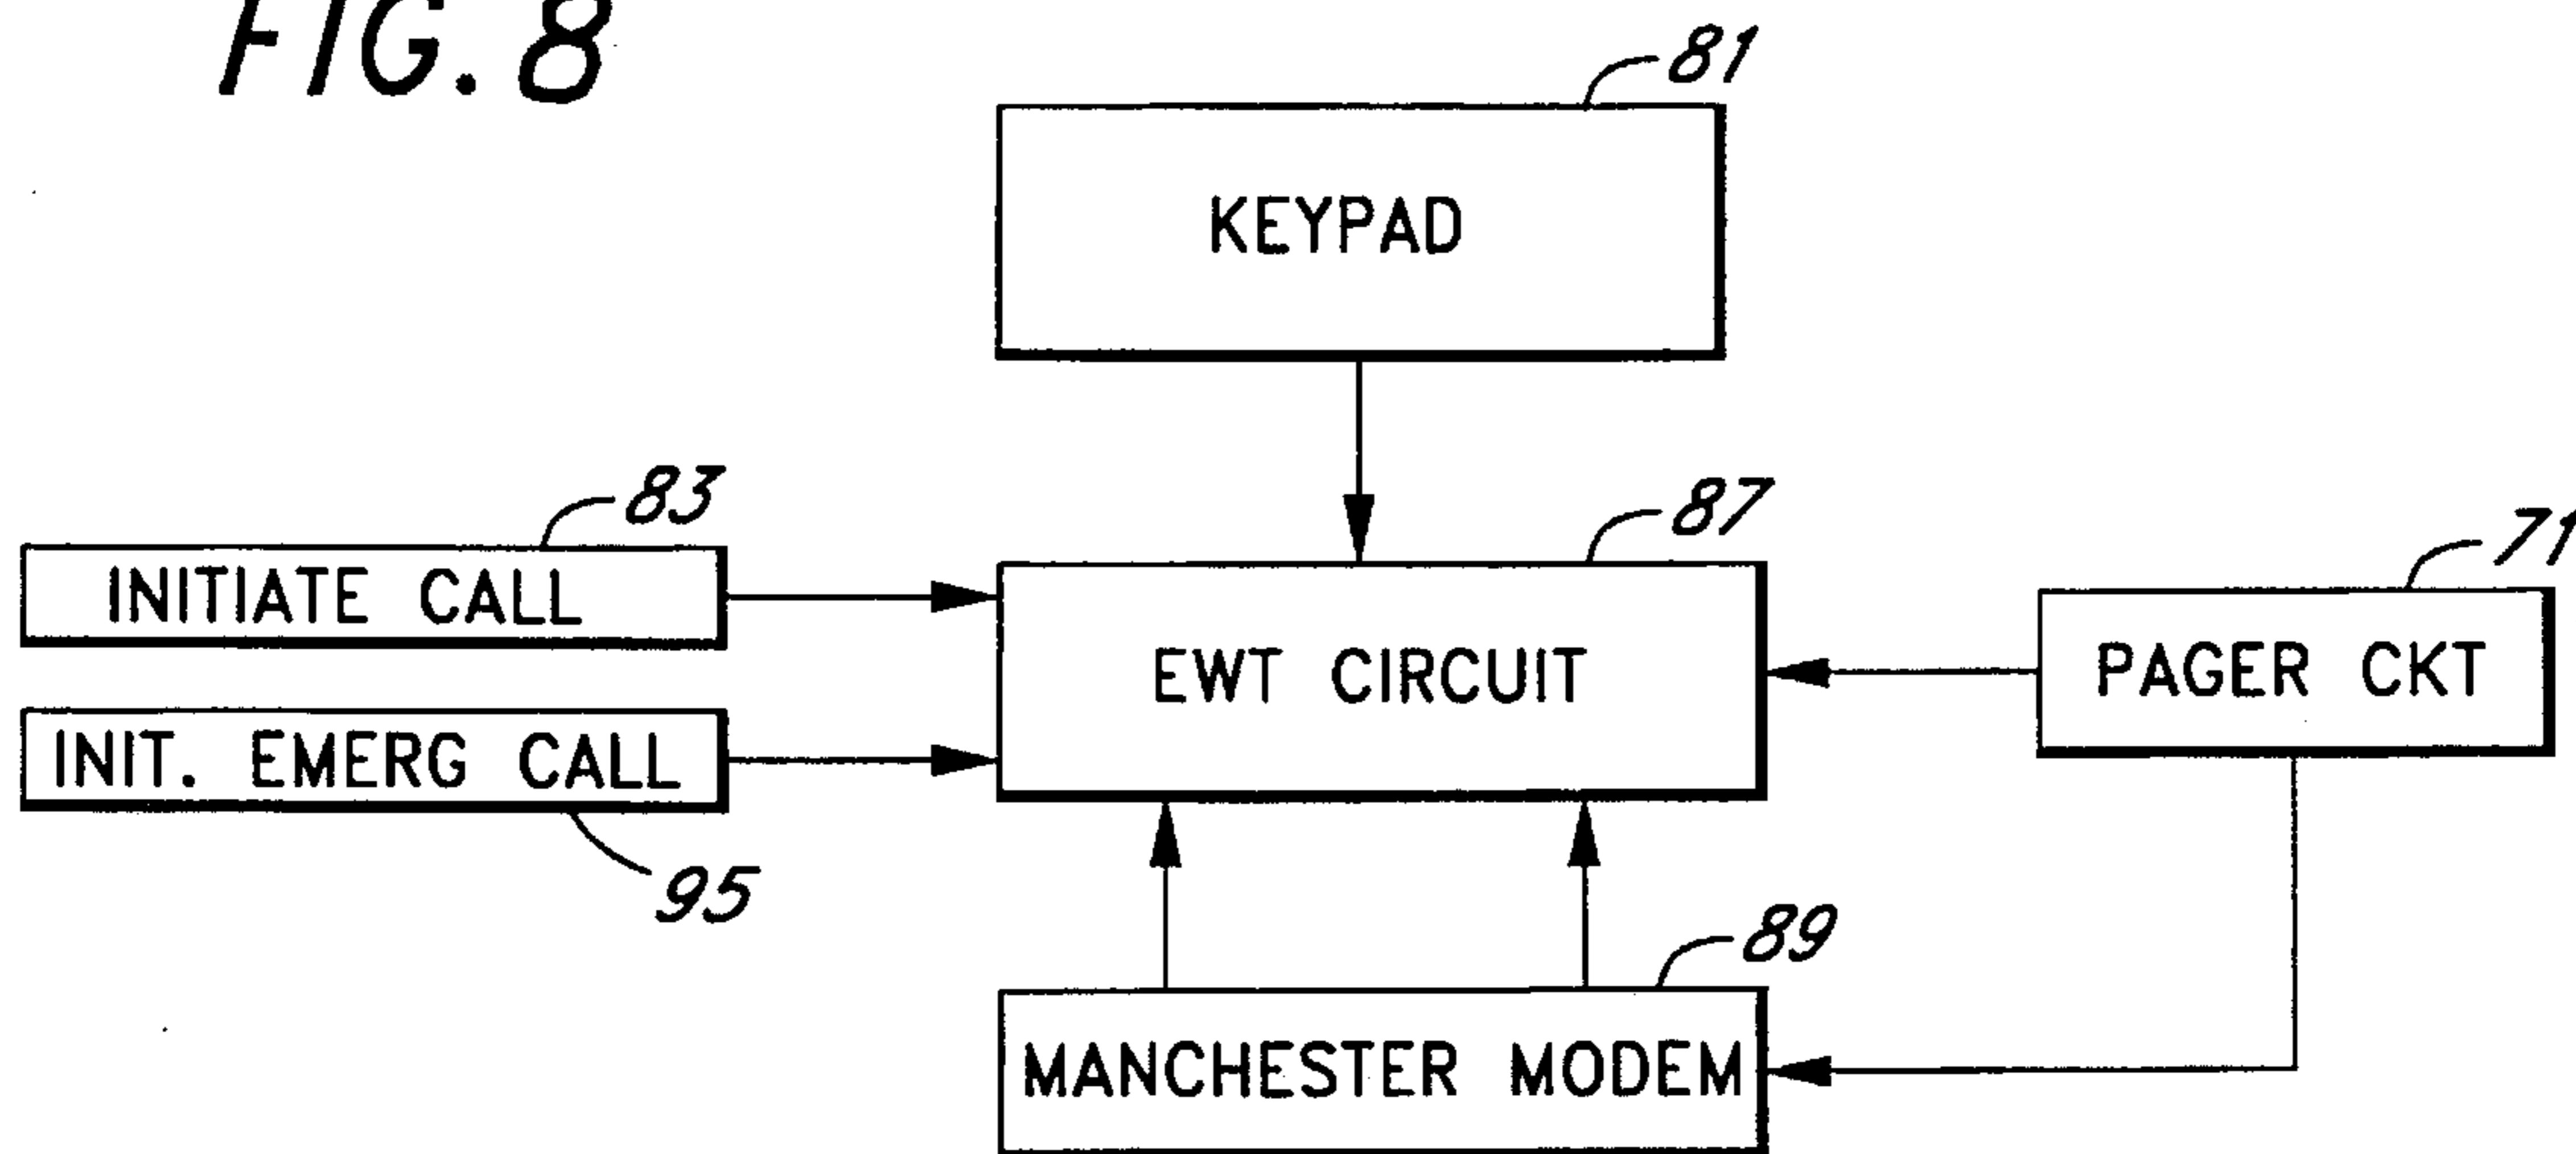 FIG. 8
81
KEYPAD
83
87
71
INITIATE CALL
EWT CIRCUIT
PAGER CKT
INIT. EMERG CALL
95
89
MANCHESTER MODEM